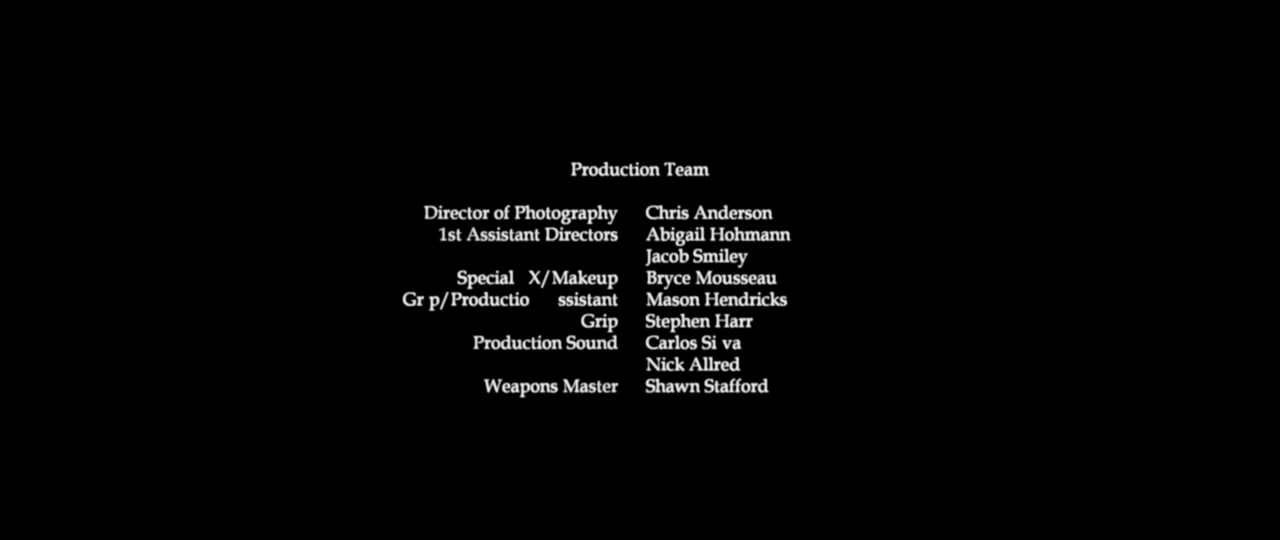 Production Team
Director of Photography Chris Anderson
1st Assistant Directors Abigail Hohmann
Jacob Smiley
Special X/Makeup Bryce Mousseau
Gr p/Productio ssistant Mason Hendricks
Grip Stephen Harr
Production Sound Carlos Si va
Nick Allred
Weapons Master Shawn Stafford